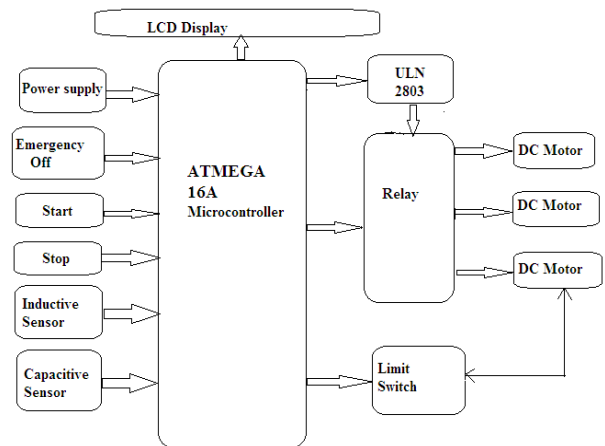 LCD Display
Power supply
Emergency
Off
Start
Stop
Inductive
Sensor
Capacitive
Sensor
ATMEGA
16A
Microcontroller
ULN
2803
Relay
DC Motor
DC Motor
DC Motor
Limit
Switch